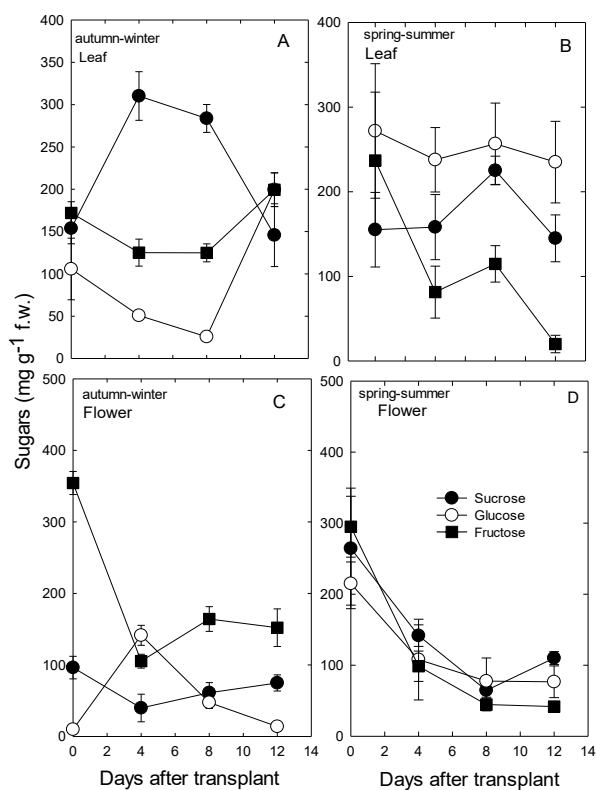 autumn-winter
Leaf
A
400
350
300
250
200
150
100
50
0
spring-summer
Leaf
B
400
300
200
100
0
Sugars (mg g-1 f.w.)
autumn-winter
Flower
C
500
400
300
200
100
0
0 2 4 6 8 10 12 14
Days after transplant
spring-summer
Flower
D
500
400
300
200
100
0
Sucrose
Glucose
Fructose
0 2 4 6 8 10 12 14
Days after transplant